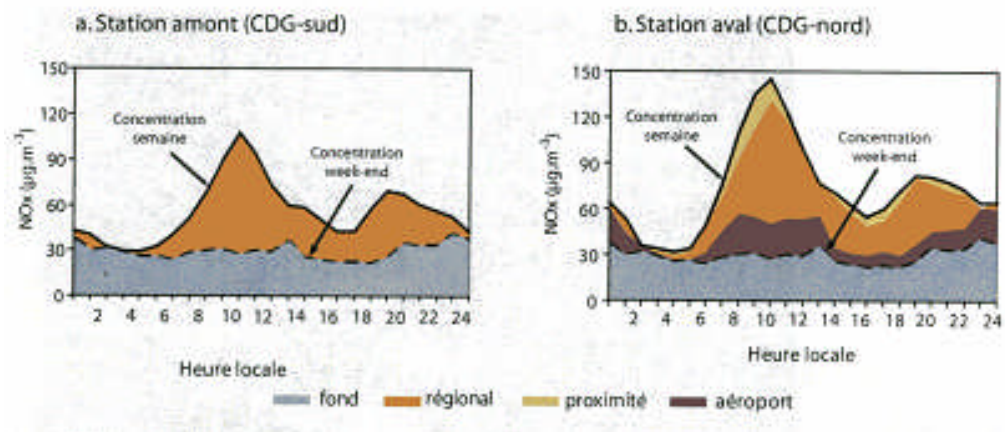 a. Station amont (CDG-sud)
150
120
90
60
30
0
NOx (µg.m⁻³)
Concentration
semaine
Concentration
week-end
2 4 6 8 10 12 14 16 18 20 22 24
Heure locale
b. Station aval (CDG-nord)
150
120
90
60
30
0
NOx (µg.m⁻³)
Concentration
semaine
Concentration
week-end
2 4 6 8 10 12 14 16 18 20 22 24
Heure locale
fond régional proximité aéroport